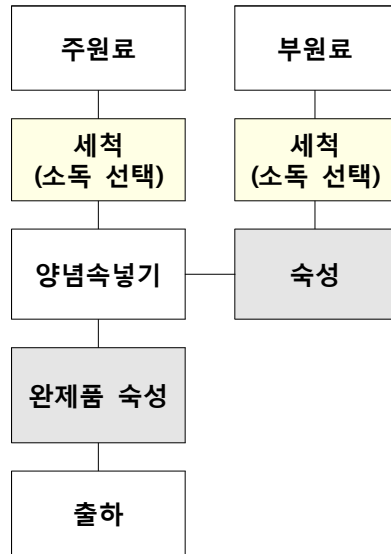 주원료
부원료
세척
(소독 선택)
세척
(소독 선택)
양념속넣기
숙성
완제품 숙성
출하